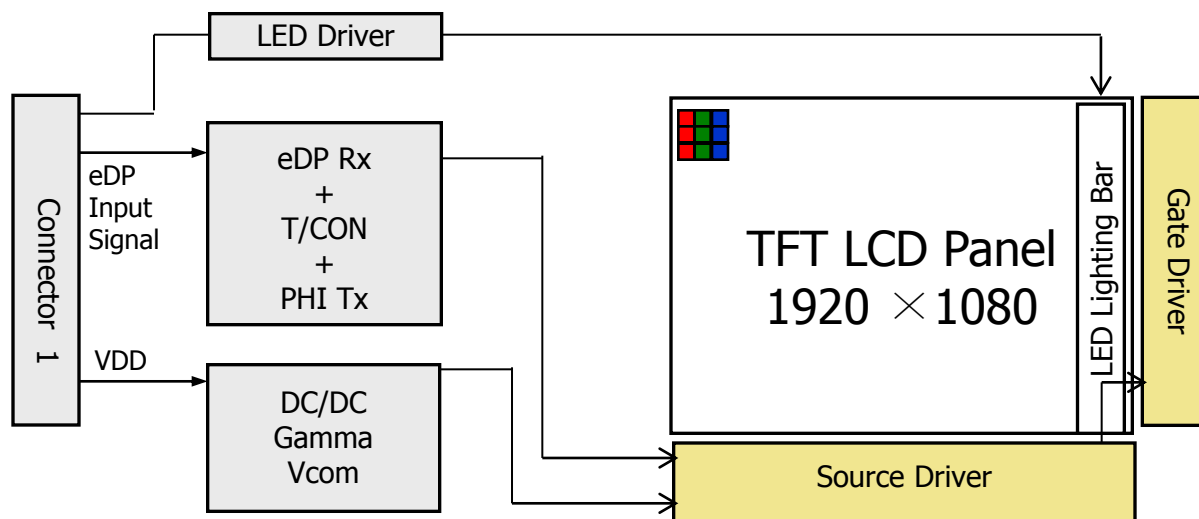 LED Driver
Connector 1
eDP
Input
Signal
eDP Rx
+
T/CON
+
PHI Tx
VDD
DC/DC
Gamma
Vcom
TFT LCD Panel
1920 ×1080
LED Lighting Bar
Gate Driver
Source Driver